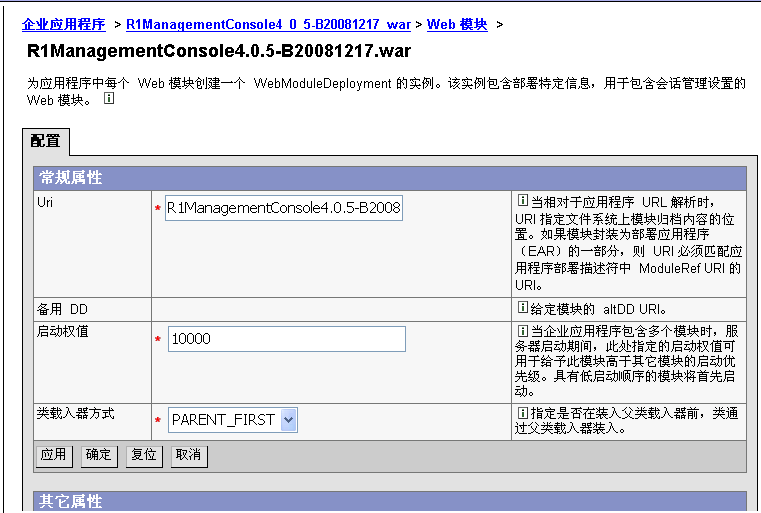 企业应用程序 > R1ManagementConsole4_0_5-B20081217_war > Web 模块 >
R1ManagementConsole4.0.5-B20081217.war
为应用程序中每个 Web 模块创建一个 WebModuleDeployment 的实例。该实例包含部署特定信息，用于包含会话管理设置的
Web 模块。 i
配置
常规属性
Uri
* R1ManagementConsole4.0.5-B2008
i 当相对于应用程序 URL 解析时，
URI 指定文件系统上模块归档内容的位
置。如果模块封装为部署应用程序
（EAR）的一部分，则 URI 必须匹配应
用程序部署描述符中 ModuleRef URI 的
URI。
备用 DD
i 给定模块的 altDD URI。
启动权值
* 10000
i 当企业应用程序包含多个模块时，服
务器启动期间，此处指定的启动权值可
用于给予此模块高于其它模块的启动优
先级。具有低启动顺序的模块将首先启
动。
类载入器方式
* PARENT_FIRST
i 指定是否在装入父类载入器前，类通
过父类载入器装入。
应用 确定 复位 取消
其它属性